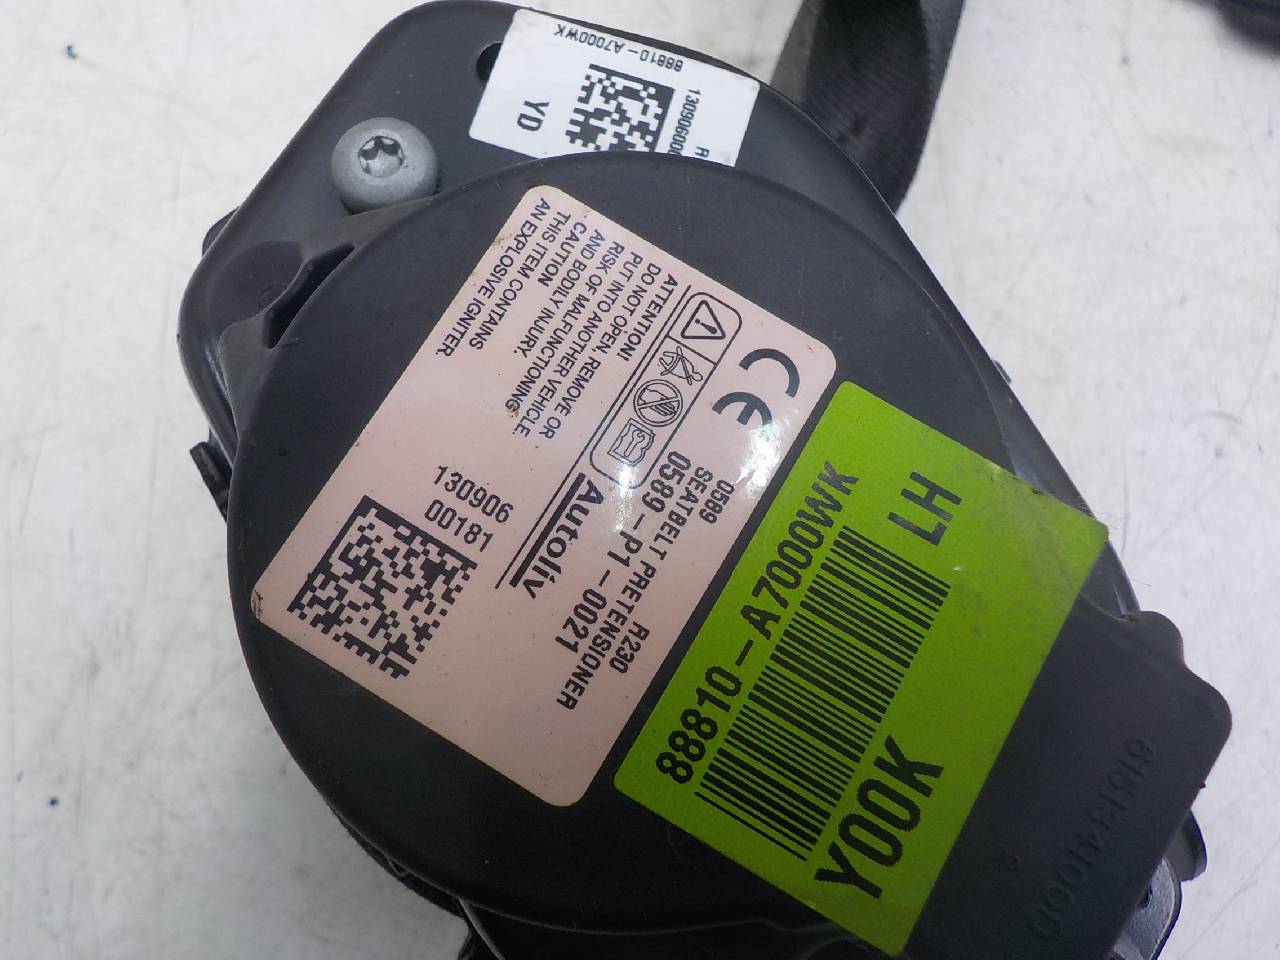 88810-A7000WK
YD
ATTENTION!
DO NOT OPEN, REMOVE OR
PUT INTO ANOTHER VEHICLE.
RISK OF MALFUNCTIONING
AND BODILY INJURY.
CAUTION
THIS ITEM CONTAINS
AN EXPLOSIVE IGNITER.
CE
0589
R230
SEATBELT PRETENSIONER
0589-P1-0021
Autoliv
130906
00181
LH
88810-A7000WK
Y00K